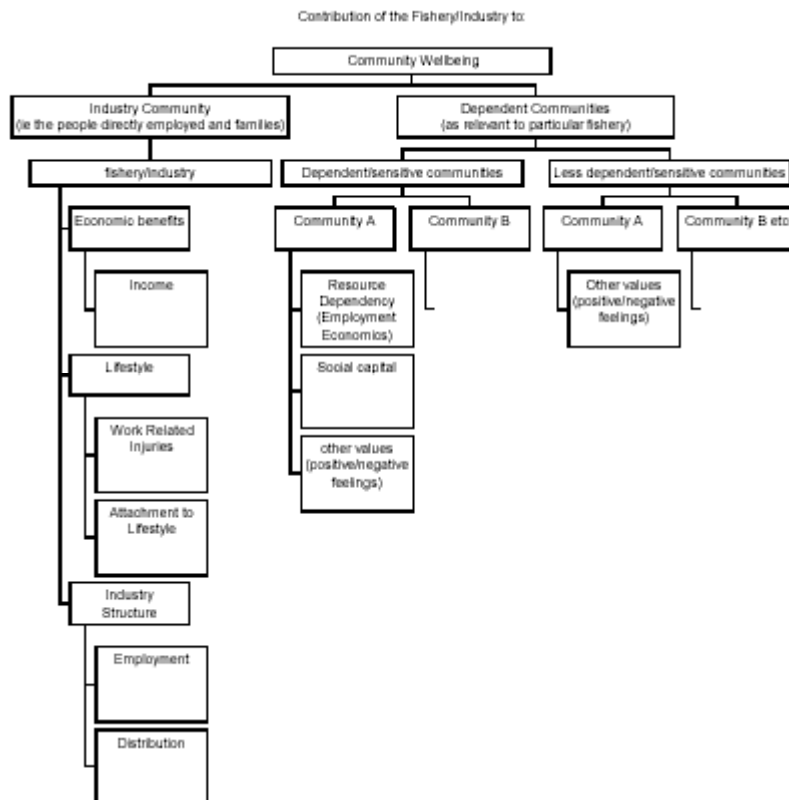 Contribution of the Fishery/Industry to:
Community Wellbeing
Industry Community
(ie the people directly employed and families)
Dependent Communities
(as relevant to particular fishery)
fishery/industry
Dependent/sensitive communities
Less dependent/sensitive communities
Economic benefits
Community A
Community B
Community A
Community B etc
Income
Resource
Dependency
(Employment
Economics)
Other values
(positive/negative
feelings)
Lifestyle
Social capital
Work Related
Injuries
other values
(positive/negative
feelings)
Attachment to
Lifestyle
Industry
Structure
Employment
Distribution